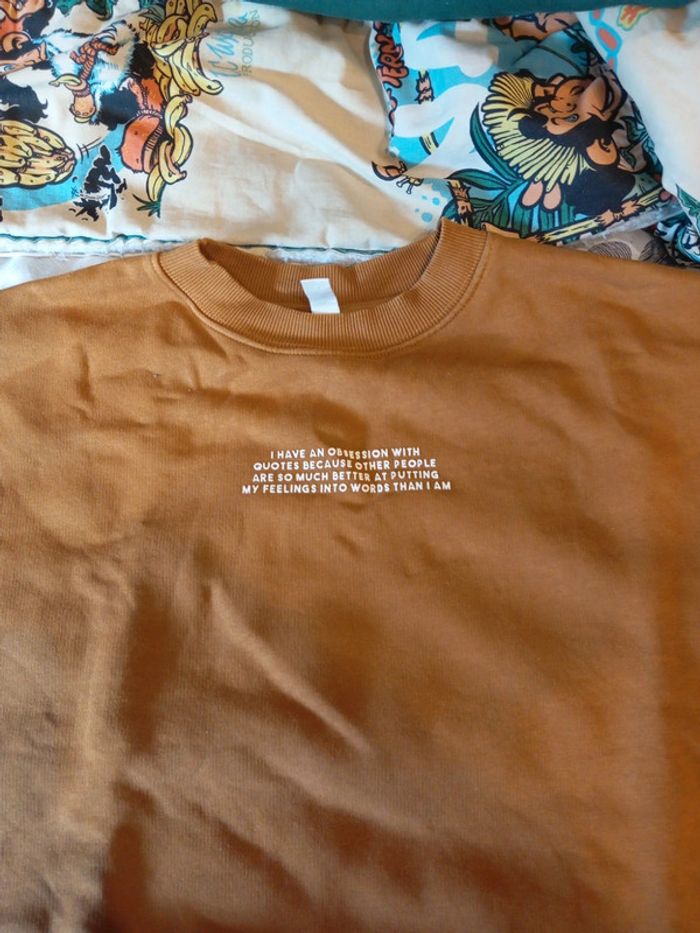 PRODUCTIONS
I HAVE AN OBSESSION WITH
QUOTES BECAUSE OTHER PEOPLE
ARE SO MUCH BETTER AT PUTTING
MY FEELINGS INTO WORDS THAN I AM